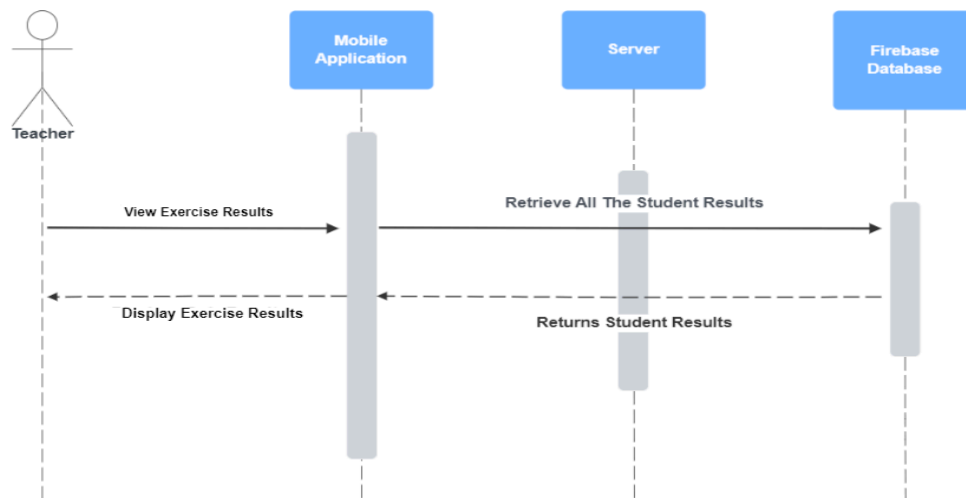 Mobile
Application
Server
Firebase
Database
Teacher
View Exercise Results
Retrieve All The Student Results
Display Exercise Results
Returns Student Results